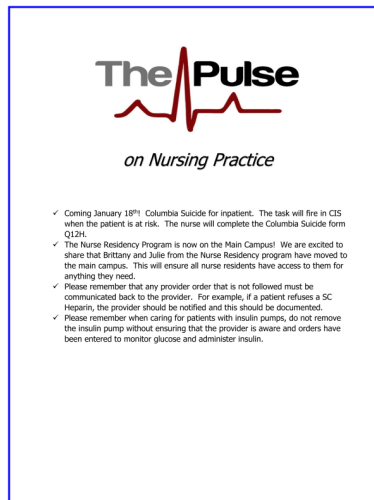 The Pulse
on Nursing Practice
✓ Coming January 18th! Columbia Suicide for inpatient. The task will fire in CIS
when the patient is at risk. The nurse will complete the Columbia Suicide form
Q12H.
✓ The Nurse Residency Program is now on the Main Campus! We are excited to
share that Brittany and Julie from the Nurse Residency program have moved to
the main campus. This will ensure all nurse residents have access to them for
anything they need.
✓ Please remember that any provider order that is not followed must be
communicated back to the provider. For example, if a patient refuses a SC
Heparin, the provider should be notified and this should be documented.
✓ Please remember when caring for patients with insulin pumps, do not remove
the insulin pump without ensuring that the provider is aware and orders have
been entered to monitor glucose and administer insulin.